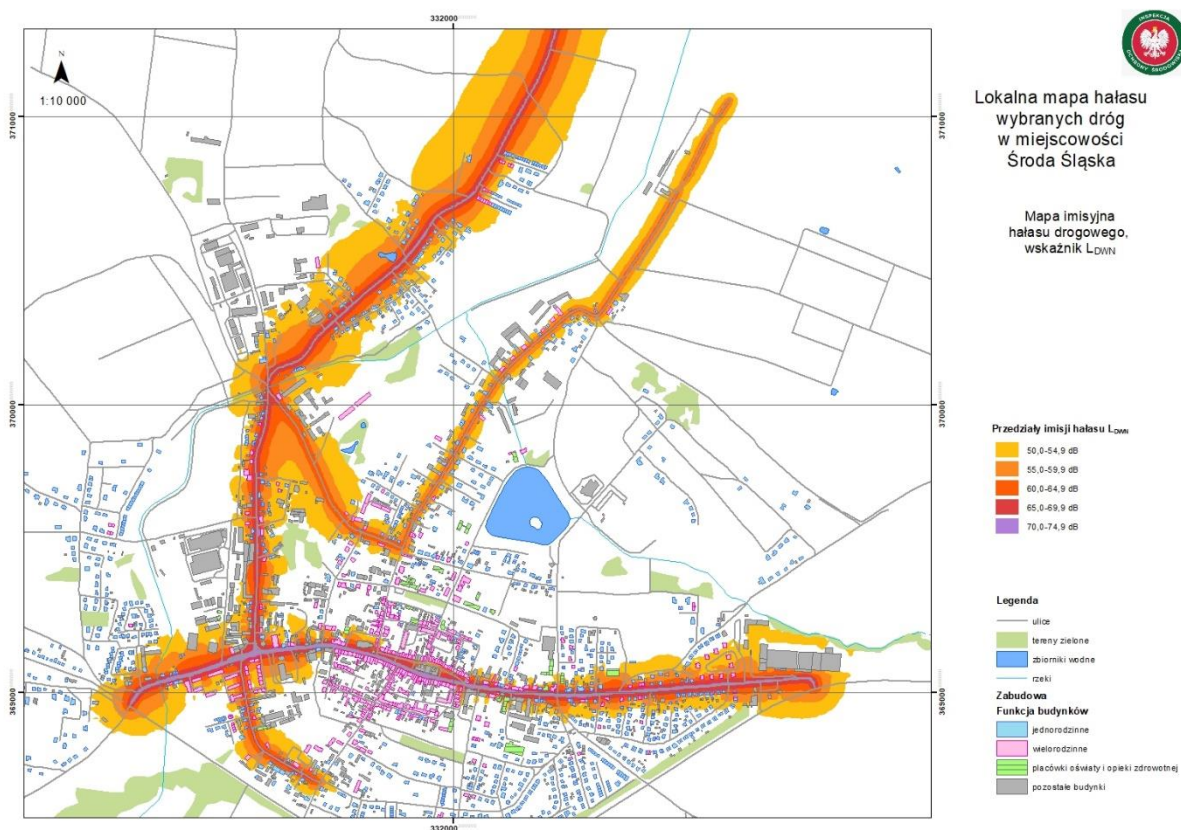 332000
N
1:10 000
371000
371000
370000
370000
369000
369000
332000
INSPEKCJA
OCHRONY ŚRODOWISKA
Lokalna mapa hałasu
wybranych dróg
w miejscowości
Środa Śląska
Mapa imisyjna
hałasu drogowego,
wskaźnik LDWN
Przedziały imisji hałasu LDWN
50,0-54,9 dB
55,0-59,9 dB
60,0-64,9 dB
65,0-69,9 dB
70,0-74,9 dB
Legenda
ulice
tereny zielone
zbiorniki wodne
rzeki
Zabudowa
Funkcja budynków
jednorodzinne
wielorodzinne
placówki oświaty i opieki zdrowotnej
pozostałe budynki